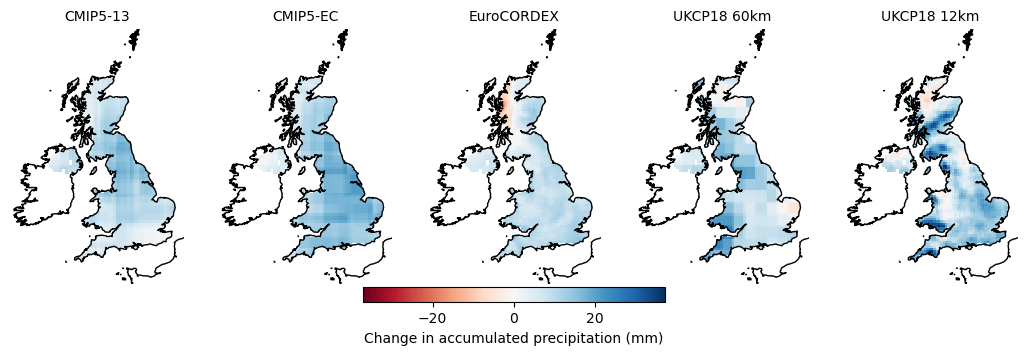 CMIP5-13 CMIP5-EC EuroCORDEX UKCP18 60km UKCP18 12km
−20 0 20
Change in accumulated precipitation (mm)